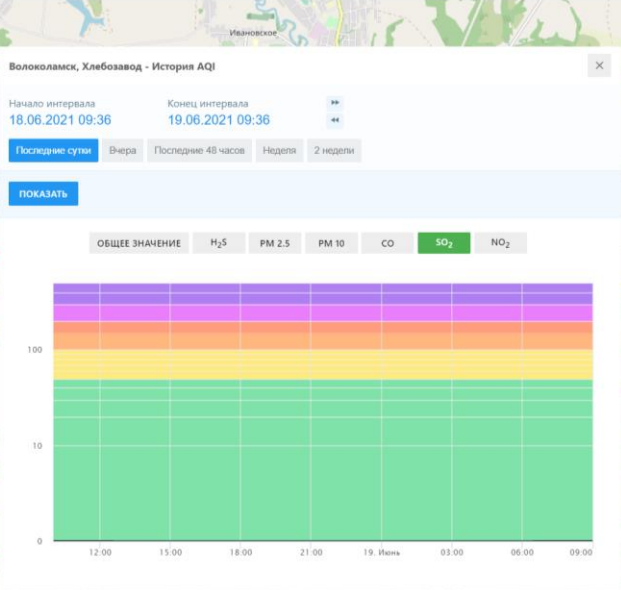 Ивановское
Волоколамск, Хлебозавод - История AQI
Начало интервала Конец интервала
18.06.2021 09:36 19.06.2021 09:36
Последние сутки Вчера Последние 48 часов Неделя 2 недели
ПОКАЗАТЬ
ОБЩЕЕ ЗНАЧЕНИЕ H₂S PM 2.5 PM 10 CO SO₂ NO₂
100
10
0
12:00 15:00 18:00 21:00 19. Июнь 03:00 06:00 09:00